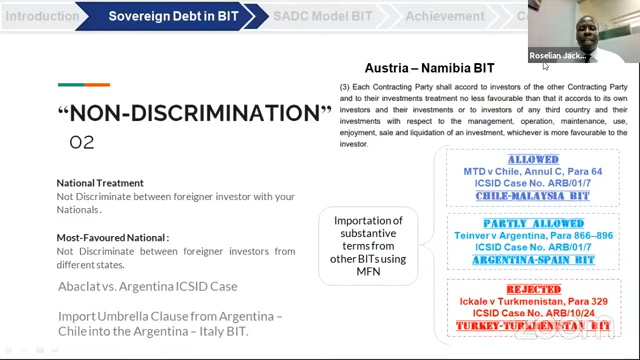 Introduction
Sovereign Debt in BIT
SADC Model BIT
Achievement
Roselian Jack...
Austria – Namibia BIT
(3) Each Contracting Party shall accord to investors of the other Contracting Party
and to their investments treatment no less favourable than that it accords to its own
investors and their investments or to investors of any third country and their
investments with respect to the management, operation, maintenance, use,
enjoyment, sale and liquidation of an investment, whichever is more favourable to the
investor.
“NON-DISCRIMINATION”
02
National Treatment
Not Discriminate between foreigner investor with your
Nationals .
Most-Favoured National :
Not Discriminate between foreigner investors from
different states.
Abaclat vs. Argentina ICSID Case
Import Umbrella Clause from Argentina –
Chile into the Argentina – Italy BIT.
Importation of
substantive
terms from
other BITs using
MFN
ALLOWED
MTD v Chile, Annul C, Para 64
ICSID Case No. ARB/01/7
CHILE-MALAYSIA BIT
PARTLY ALLOWED
Teinver v Argentina, Para 866–896
ICSID Case No. ARB/01/7
ARGENTINA-SPAIN BIT
REJECTED
Ickale v Turkmenistan, Para 329
ICSID Case No. ARB/10/24
TURKEY-TURKMENISTAN BIT
zoom